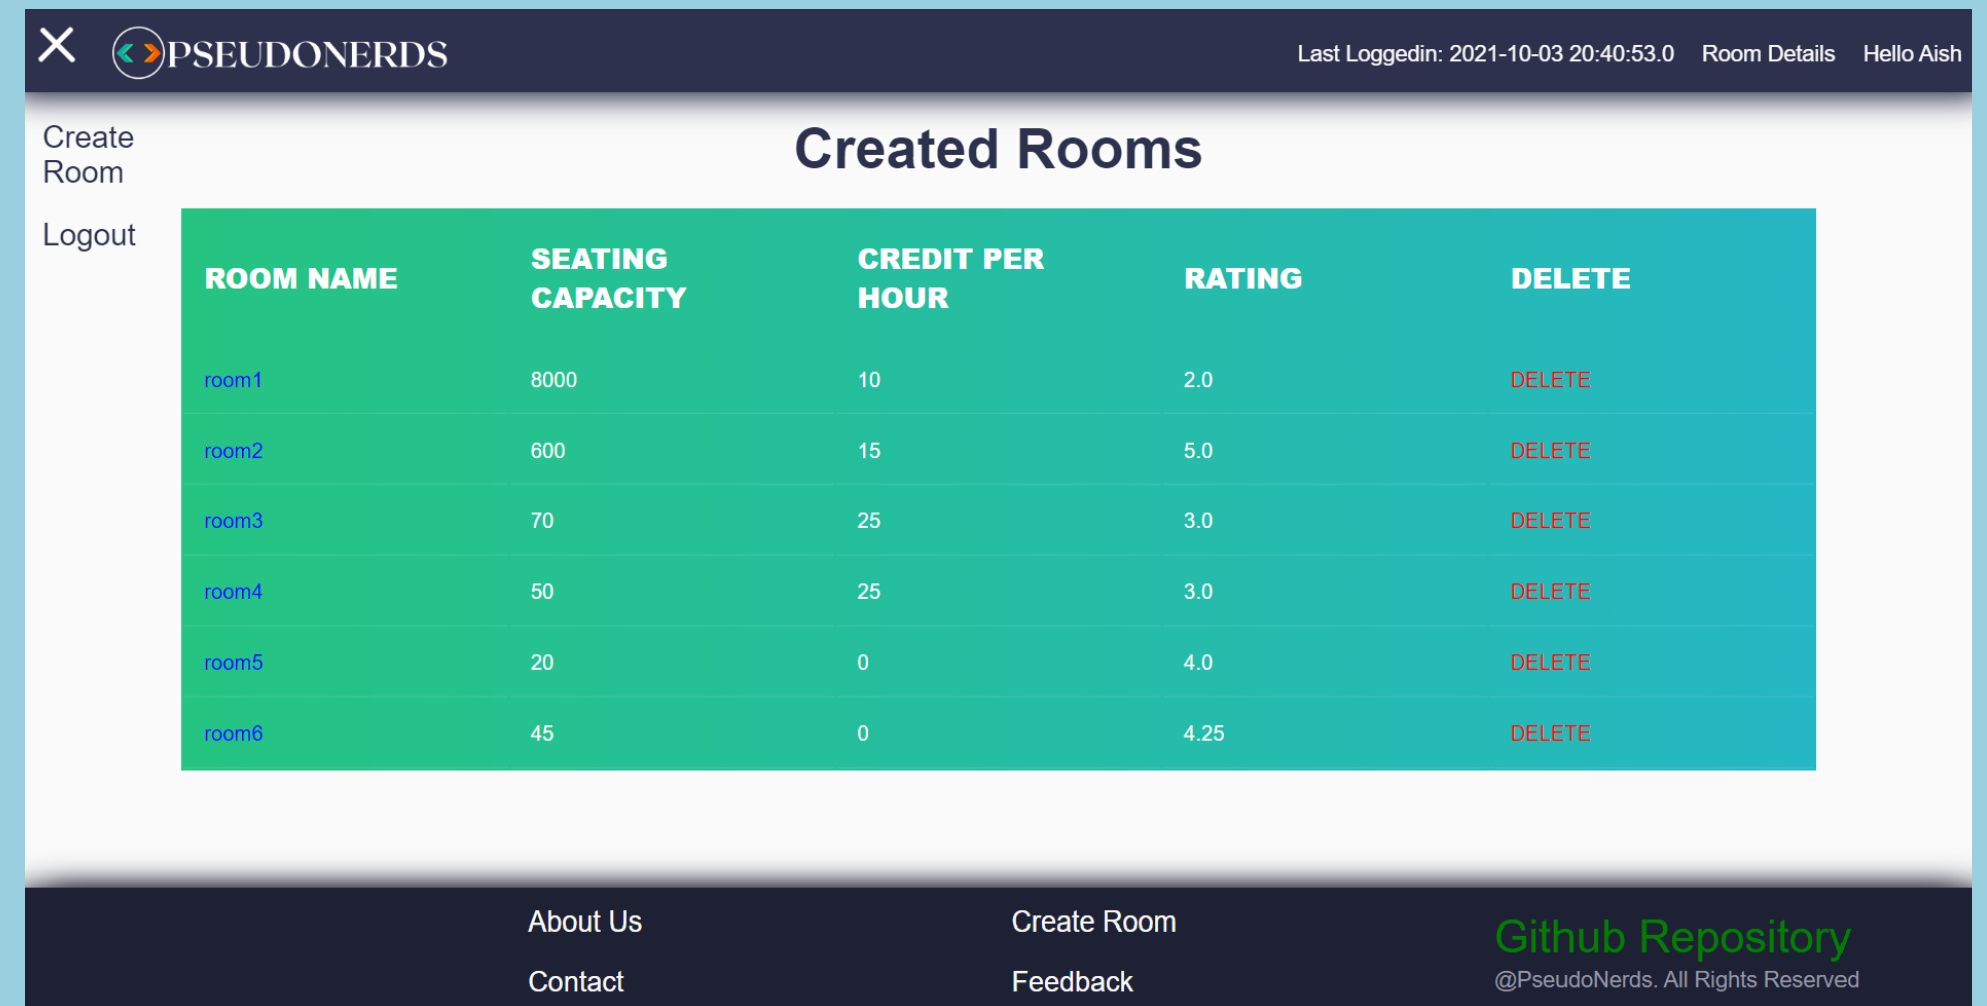 PSEUDONERDS
Last Loggedin: 2021-10-03 20:40:53.0 Room Details Hello Aish
Create
Room
Logout
Created Rooms
ROOM NAME SEATING CAPACITY CREDIT PER HOUR RATING DELETE
room1 8000 10 2.0 DELETE
room2 600 15 5.0 DELETE
room3 70 25 3.0 DELETE
room4 50 25 3.0 DELETE
room5 20 0 4.0 DELETE
room6 45 0 4.25 DELETE
About Us Create Room
Github Repository
Contact Feedback
@PseudoNerds. All Rights Reserved